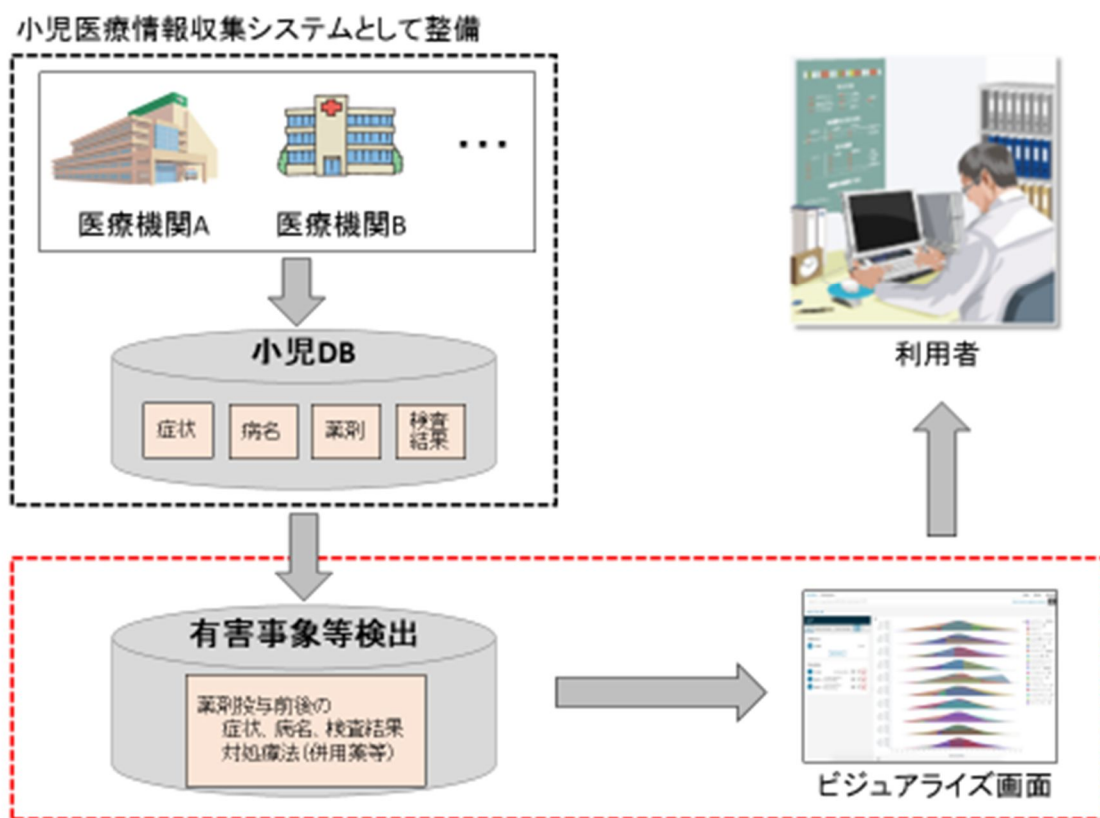 小児医療情報収集システムとして整備
医療機関A
医療機関B
・・・
小児DB
症状
病名
薬剤
検査
結果
利用者
有害事象等検出
薬剤投与前後の
症状、病名、検査結果
対処療法(併用薬等)
ビジュアライズ画面